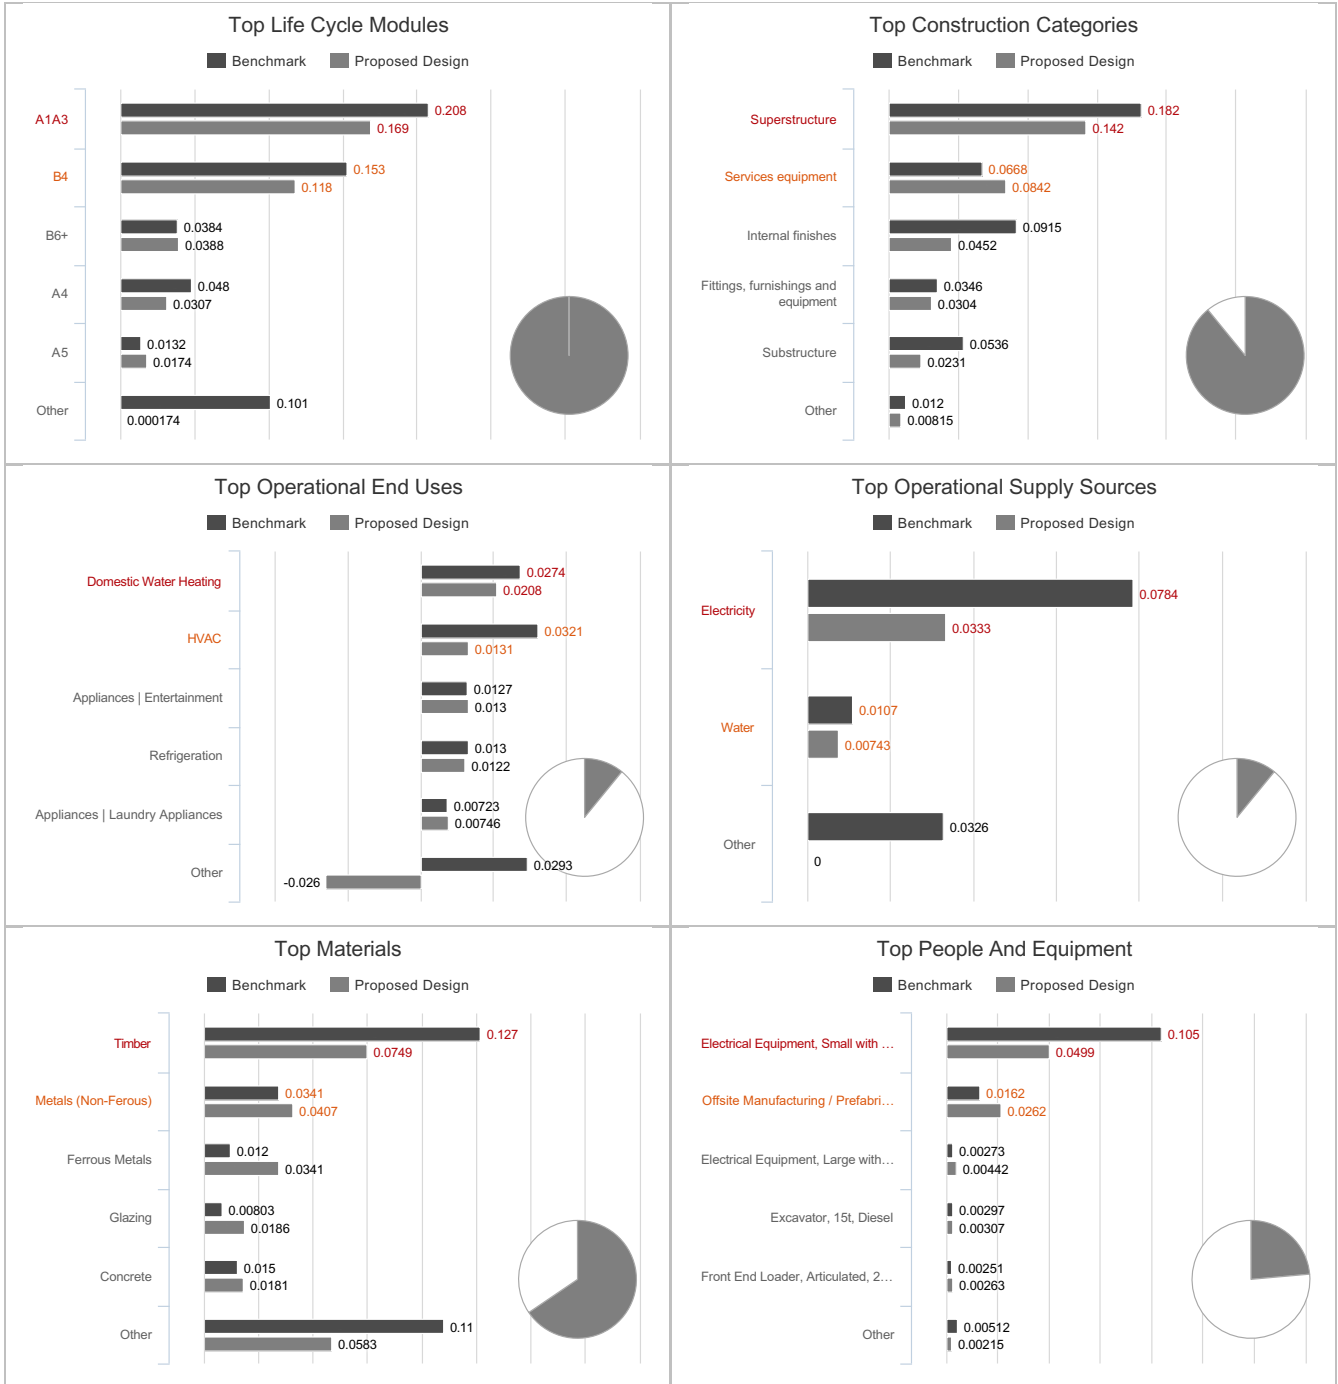 Top Life Cycle Modules
Benchmark Proposed Design
A1A3
0.208
0.169
B4
0.153
0.118
B6+
0.0384
0.0388
A4
0.048
0.0307
A5
0.0132
0.0174
Other
0.101
0.000174
Top Construction Categories
Benchmark Proposed Design
Superstructure
0.182
0.142
Services equipment
0.0668
0.0842
Internal finishes
0.0915
0.0452
Fittings, furnishings and
equipment
0.0346
0.0304
Substructure
0.0536
0.0231
Other
0.012
0.00815
Top Operational End Uses
Benchmark Proposed Design
Domestic Water Heating
0.0274
0.0208
HVAC
0.0321
0.0131
Appliances | Entertainment
0.0127
0.013
Refrigeration
0.013
0.0122
Appliances | Laundry Appliances
0.00723
0.00746
Other
0.0293
-0.026
Top Operational Supply Sources
Benchmark Proposed Design
Electricity
0.0784
0.0333
Water
0.0107
0.00743
Other
0.0326
0
Top Materials
Benchmark Proposed Design
Timber
0.127
0.0749
Metals (Non-Ferous)
0.0341
0.0407
Ferrous Metals
0.012
0.0341
Glazing
0.00803
0.0186
Concrete
0.015
0.0181
Other
0.11
0.0583
Top People And Equipment
Benchmark Proposed Design
Electrical Equipment, Small with ...
0.105
0.0499
Offsite Manufacturing / Prefabri...
0.0162
0.0262
Electrical Equipment, Large with...
0.00273
0.00442
Excavator, 15t, Diesel
0.00297
0.00307
Front End Loader, Articulated, 2...
0.00251
0.00263
Other
0.00512
0.00215